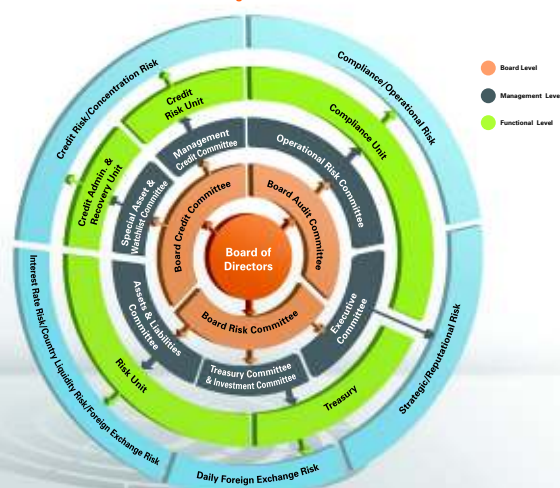 Credit Risk/Concentration Risk
Compliance/Operational Risk
Board Level
Management Leve
Functional Level
Credit
Risk Unit
Compliance Unit
Credit Admin. &
Recovery Unit
Management
Credit Committee
Operational Risk Committee
Special Asset &
Watchlist Committee
Board Credit Committee
Board Audit Committee
Board of
Directors
Board Risk Committee
Assets & Liabilities
Committee
Executive
Committee
Treasury Committee
& Investment Committee
Risk Unit
Treasury
Interest Rate Risk/Country Liquidity Risk/Foreign Exchange Risk
Strategic/Reputational Risk
Daily Foreign Exchange Risk